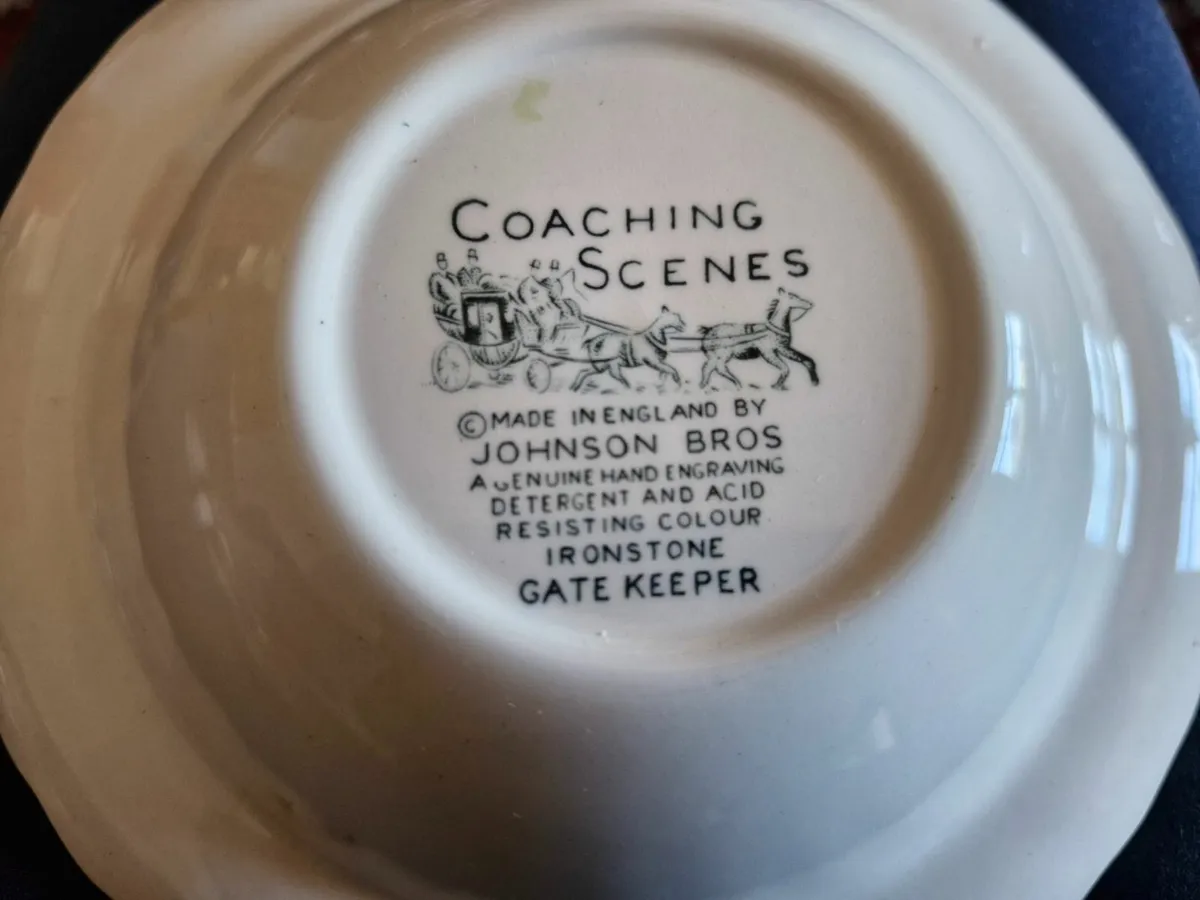 COACHING
SCENES
© MADE IN ENGLAND BY
JOHNSON BROS
A GENUINE HAND ENGRAVING
DETERGENT AND ACID
RESISTING COLOUR
IRONSTONE
GATE KEEPER